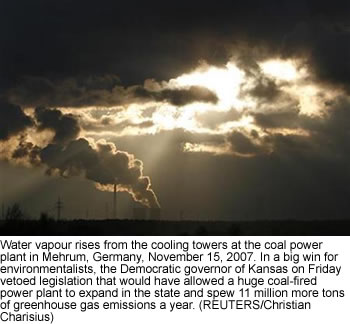 Water vapour rises from the cooling towers at the coal power
plant in Mehrum, Germany, November 15, 2007. In a big win for
environmentalists, the Democratic governor of Kansas on Friday
vetoed legislation that would have allowed a huge coal-fired
power plant to expand in the state and spew 11 million more tons
of greenhouse gas emissions a year. (REUTERS/Christian
Charisius)